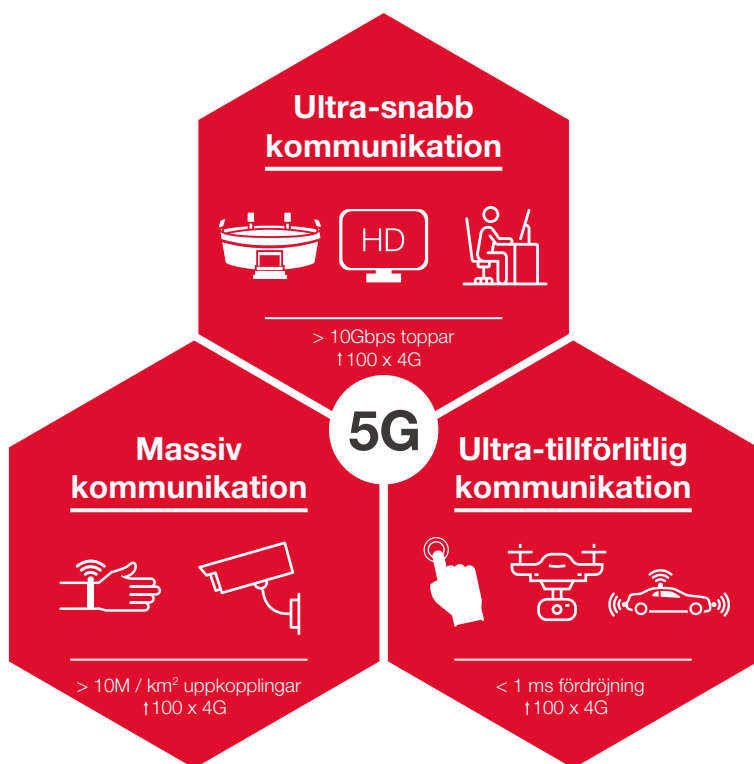 Ultra-snabb
kommunikation
HD
> 10Gbps toppar
↑100 x 4G
5G
Massiv
kommunikation
> 10M / km² uppkopplingar
↑100 x 4G
Ultra-tillförlitlig
kommunikation
< 1 ms fördröjning
↑100 x 4G